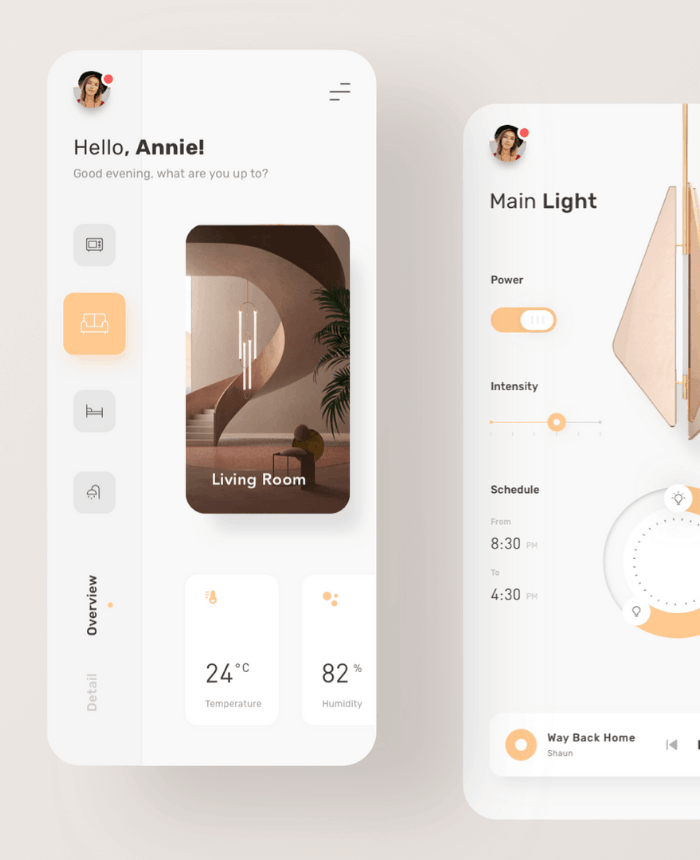 Hello, Annie!
Good evening, what are you up to?
Living Room
Overview
Detail
24°C
Temperature
82%
Humidity
Main Light
Power
Intensity
Schedule
From
8:30 PM
To
4:30 PM
Way Back Home
Shaun